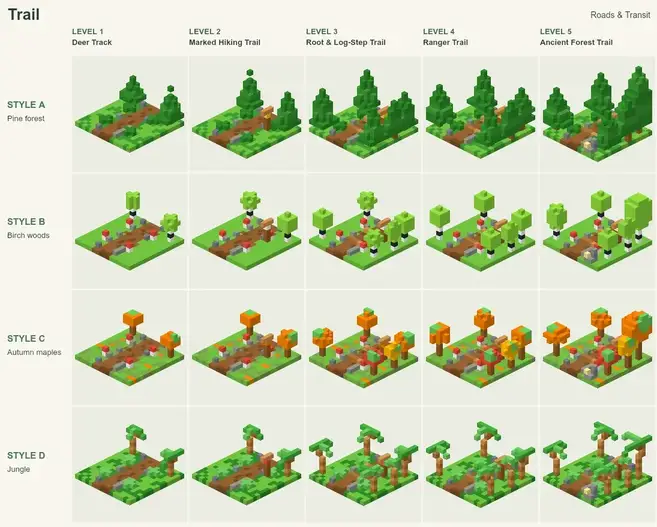 Trail
Roads & Transit
LEVEL 1
Deer Track
LEVEL 2
Marked Hiking Trail
LEVEL 3
Root & Log-Step Trail
LEVEL 4
Ranger Trail
LEVEL 5
Ancient Forest Trail
STYLE A
Pine forest
STYLE B
Birch woods
STYLE C
Autumn maples
STYLE D
Jungle